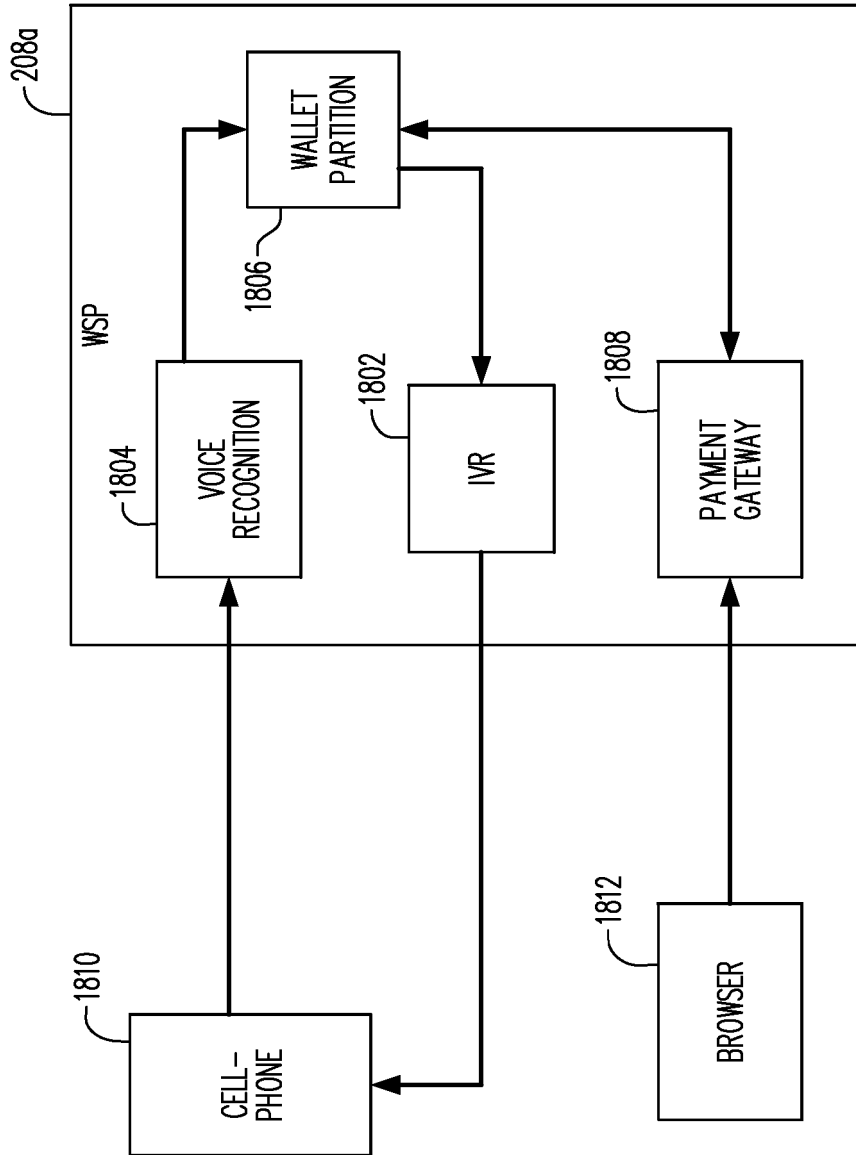 208a
WSP
1804
VOICE
RECOGNITION
1806
WALLET
PARTITION
1810
CELL-
PHONE
1802
IVR
1808
PAYMENT
GATEWAY
1812
BROWSER